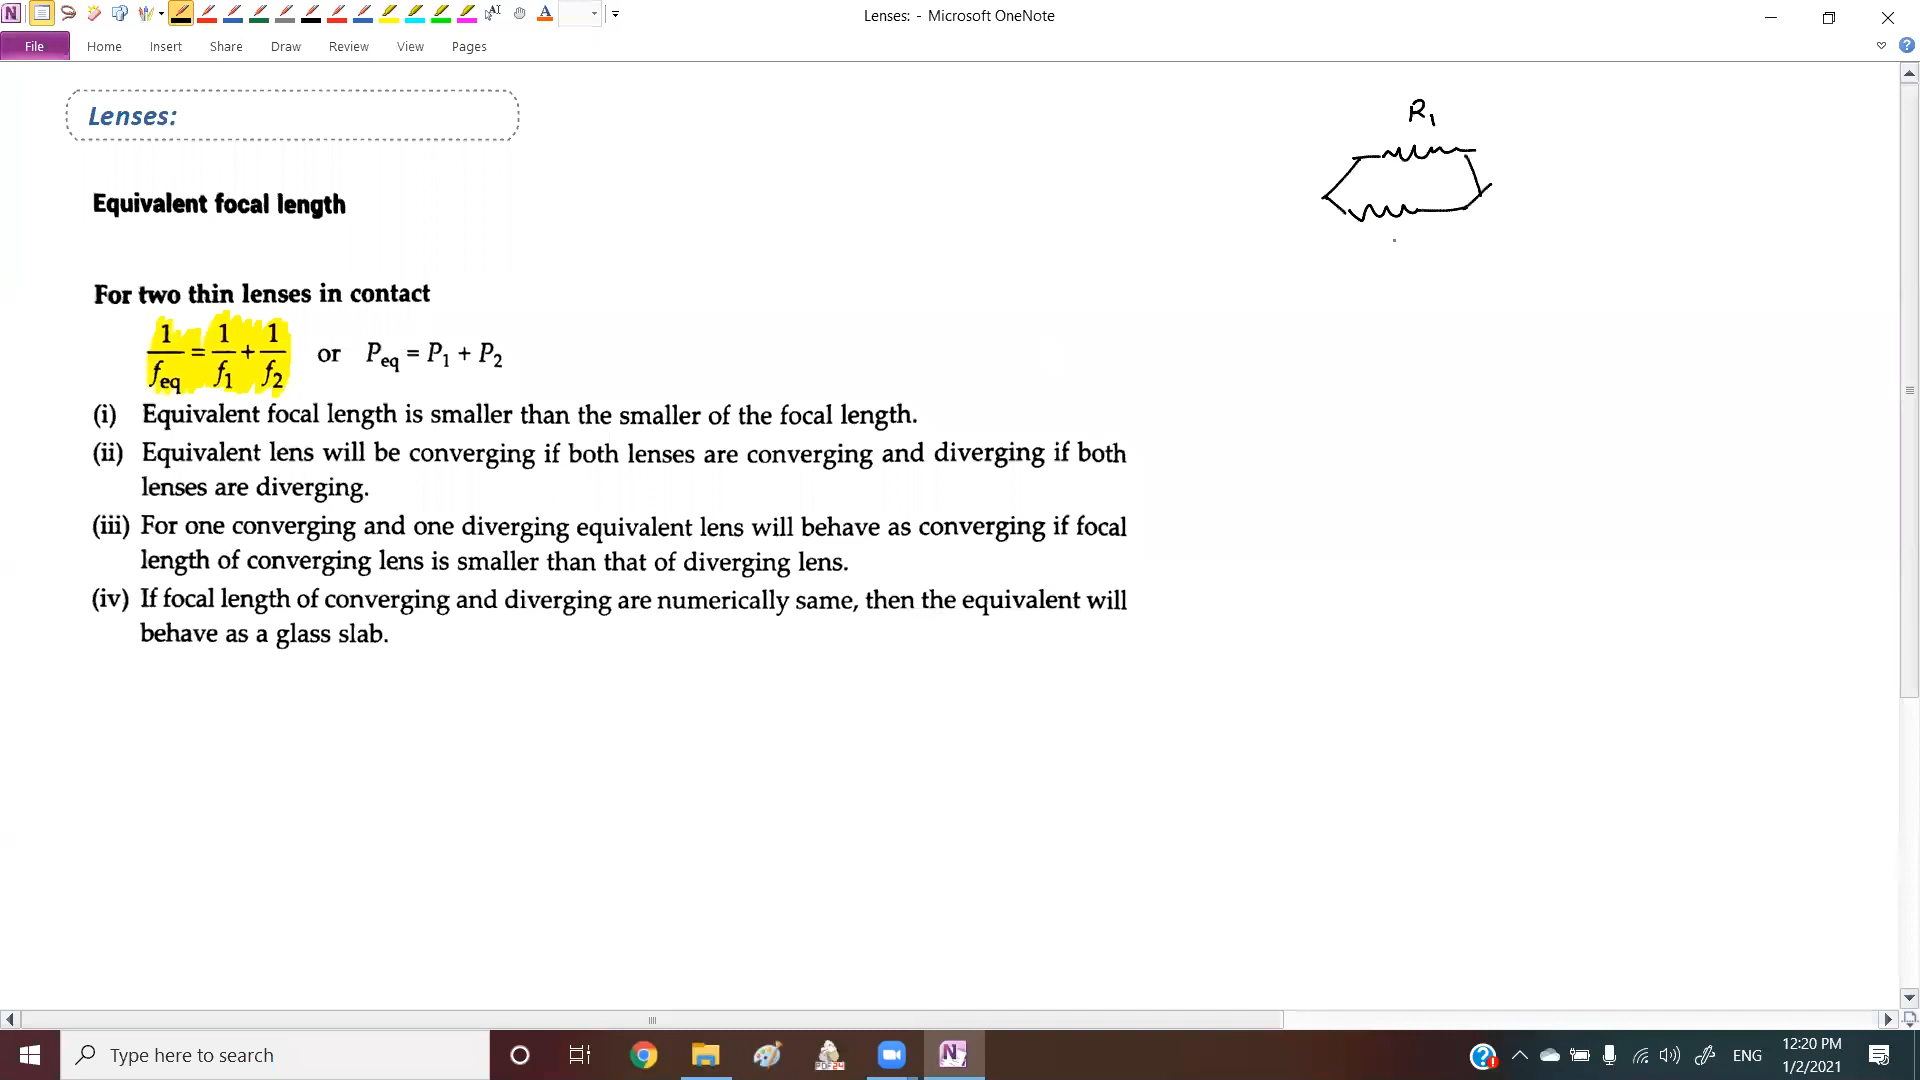 Lenses: - Microsoft OneNote
File Home Insert Share Draw Review View Pages
Lenses:
R1
Equivalent focal length
For two thin lenses in contact
1/feq = 1/f1 + 1/f2 or Peq = P1 + P2
(i) Equivalent focal length is smaller than the smaller of the focal length.
(ii) Equivalent lens will be converging if both lenses are converging and diverging if both
lenses are diverging.
(iii) For one converging and one diverging equivalent lens will behave as converging if focal
length of converging lens is smaller than that of diverging lens.
(iv) If focal length of converging and diverging are numerically same, then the equivalent will
behave as a glass slab.
Type here to search
PDF24
ENG
12:20 PM
1/2/2021